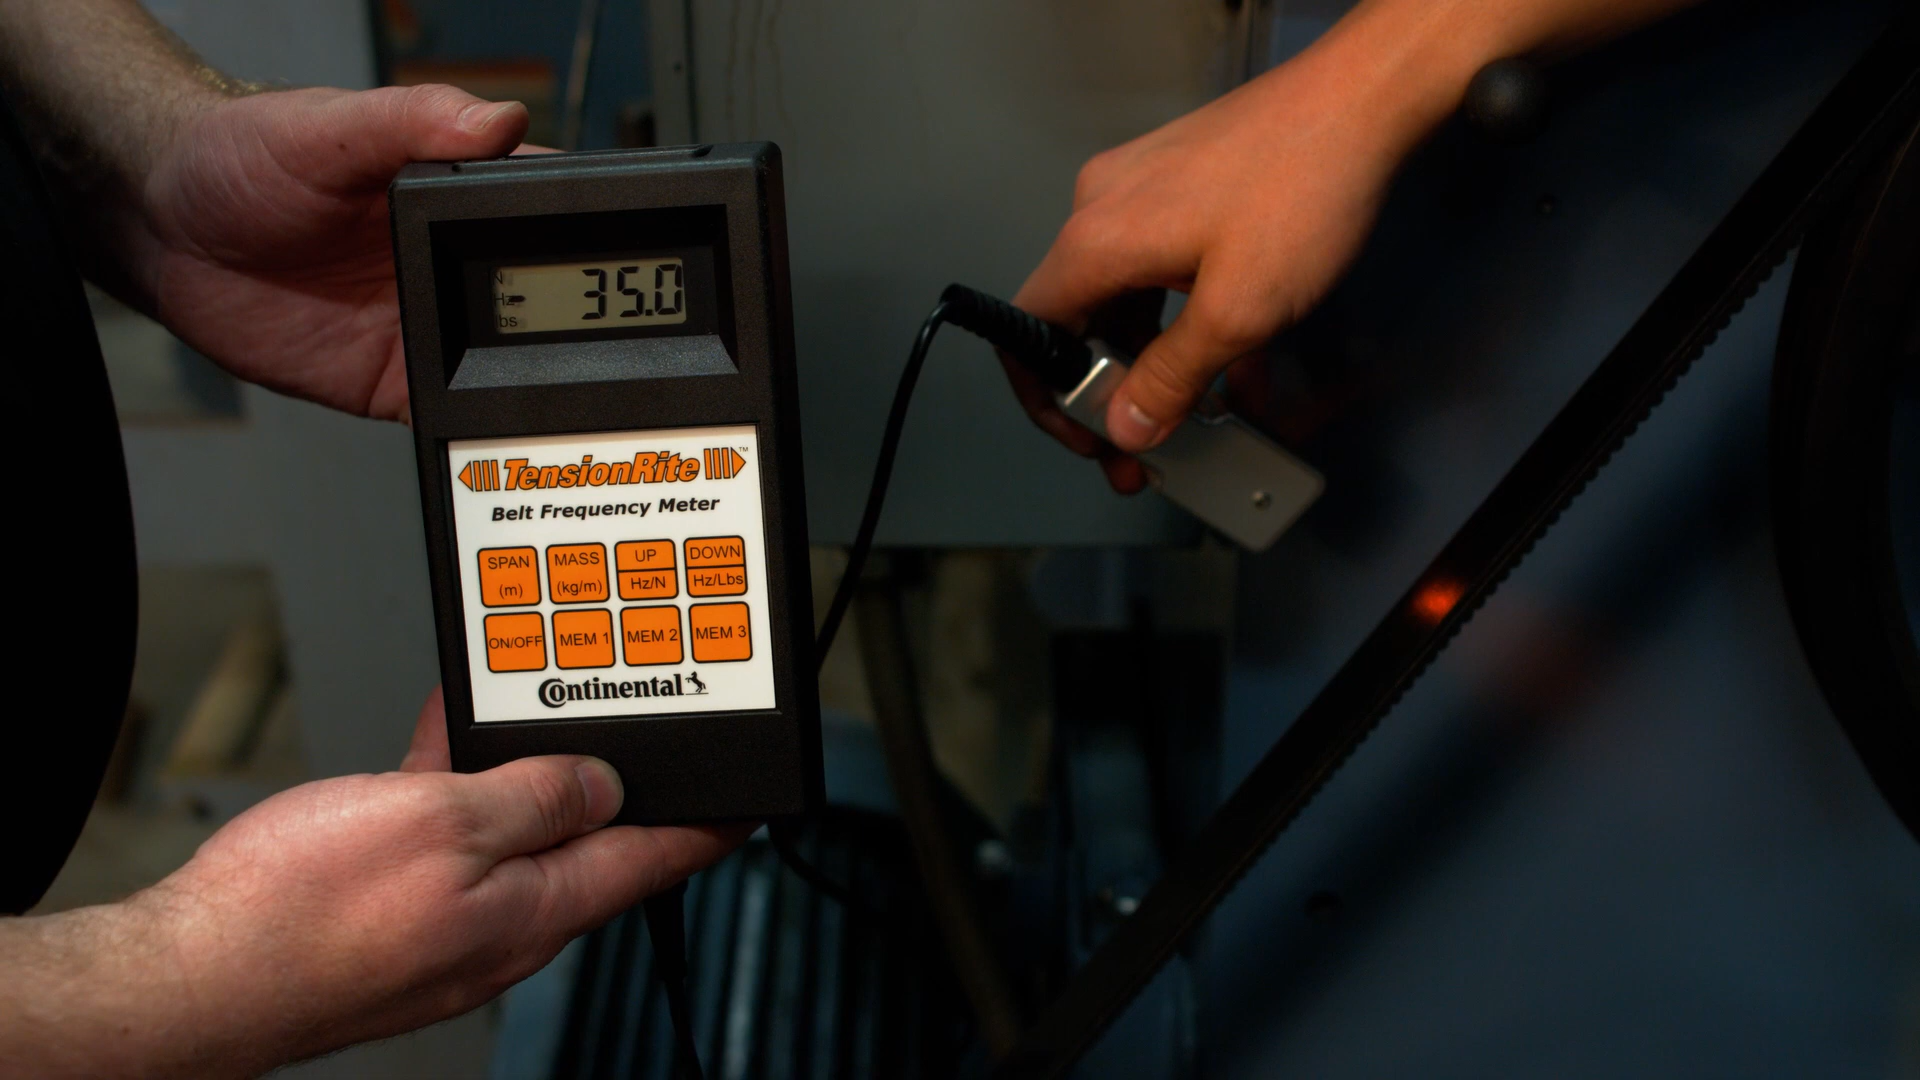 N
Hz
lbs
35.0
TensionRite™
Belt Frequency Meter
SPAN
(m)
MASS
(kg/m)
UP
Hz/N
DOWN
Hz/Lbs
ON/OFF
MEM 1
MEM 2
MEM 3
Continental